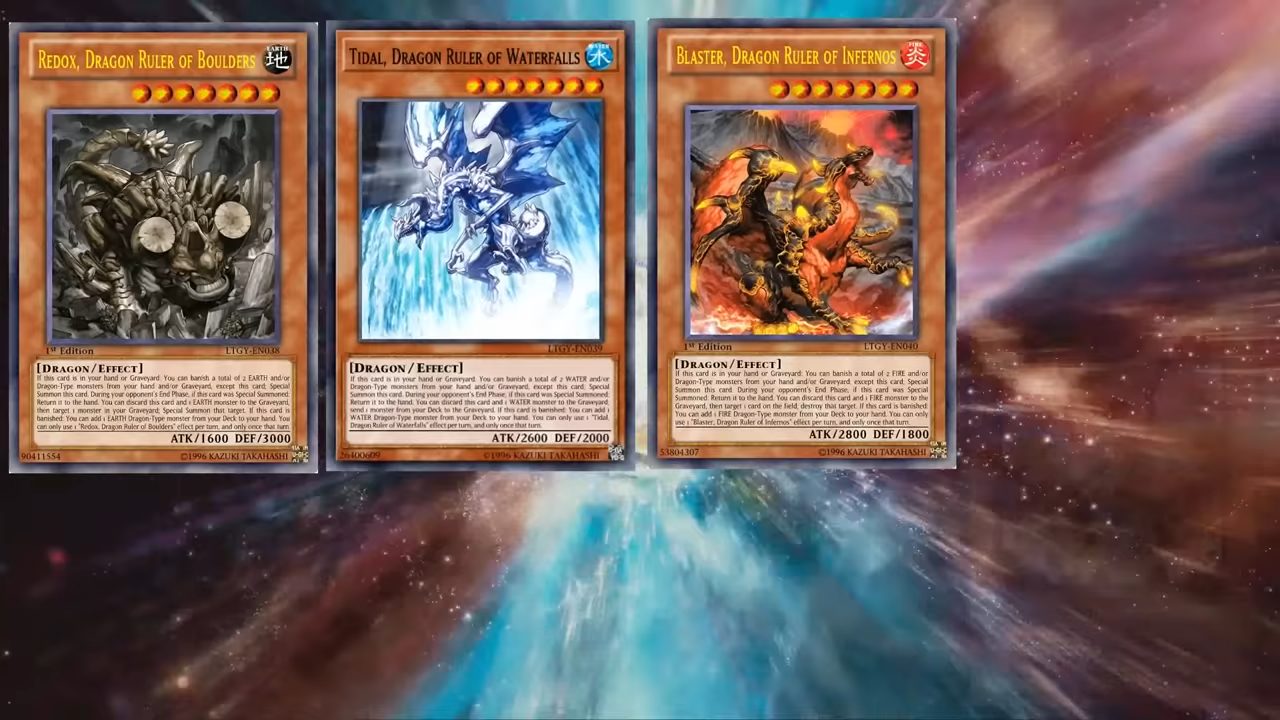 Redox, Dragon Ruler of Boulders
EARTH
地
1st Edition
LTGY-EN038
[Dragon/Effect]
If this card is in your hand or Graveyard: You can banish a total of 2 EARTH and/or
Dragon-Type monsters from your hand and/or Graveyard, except this card; Special
Summon this card. During your opponent's End Phase, if this card was Special Summoned:
Return it to the hand. You can discard this card and 1 EARTH monster to the Graveyard,
then target 1 monster in your Graveyard; Special Summon that target. If this card is
banished: You can add 1 EARTH Dragon-Type monster from your Deck to your hand. You
can only use 1 "Redox, Dragon Ruler of Boulders" effect per turn, and only once that turn.
ATK/1600 DEF/3000
90411554
©1996 KAZUKI TAKAHASHI
Tidal, Dragon Ruler of Waterfalls
WATER
水
LTGY-EN039
[Dragon/Effect]
If this card is in your hand or Graveyard: You can banish a total of 2 WATER and/or
Dragon-Type monsters from your hand and/or Graveyard, except this card; Special
Summon this card. During your opponent's End Phase, if this card was Special Summoned:
Return it to the hand. You can discard this card and 1 WATER monster to the Graveyard;
send 1 monster from your Deck to the Graveyard. If this card is banished: You can add 1
WATER Dragon-Type monster from your Deck to your hand. You can only use 1 "Tidal,
Dragon Ruler of Waterfalls" effect per turn, and only once that turn.
ATK/2600 DEF/2000
26400609
©1996 KAZUKI TAKAHASHI
Blaster, Dragon Ruler of Infernos
FIRE
炎
1st Edition
LTGY-EN040
[Dragon/Effect]
If this card is in your hand or Graveyard: You can banish a total of 2 FIRE and/or
Dragon-Type monsters from your hand and/or Graveyard, except this card; Special
Summon this card. During your opponent's End Phase, if this card was Special
Summoned: Return it to the hand. You can discard this card and 1 FIRE monster to the
Graveyard, then target 1 card on the field; destroy that target. If this card is banished:
You can add 1 FIRE Dragon-Type monster from your Deck to your hand. You can only
use 1 "Blaster, Dragon Ruler of Infernos" effect per turn, and only once that turn.
ATK/2800 DEF/1800
53804307
©1996 KAZUKI TAKAHASHI